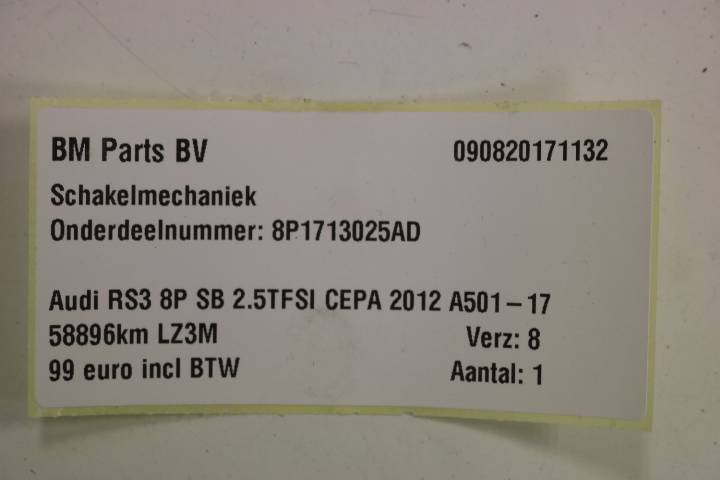 BM Parts BV 090820171132
Schakelmechaniek
Onderdeelnummer: 8P1713025AD
Audi RS3 8P SB 2.5TFSI CEPA 2012 A501-17
58896km LZ3M Verz: 8
99 euro incl BTW Aantal: 1